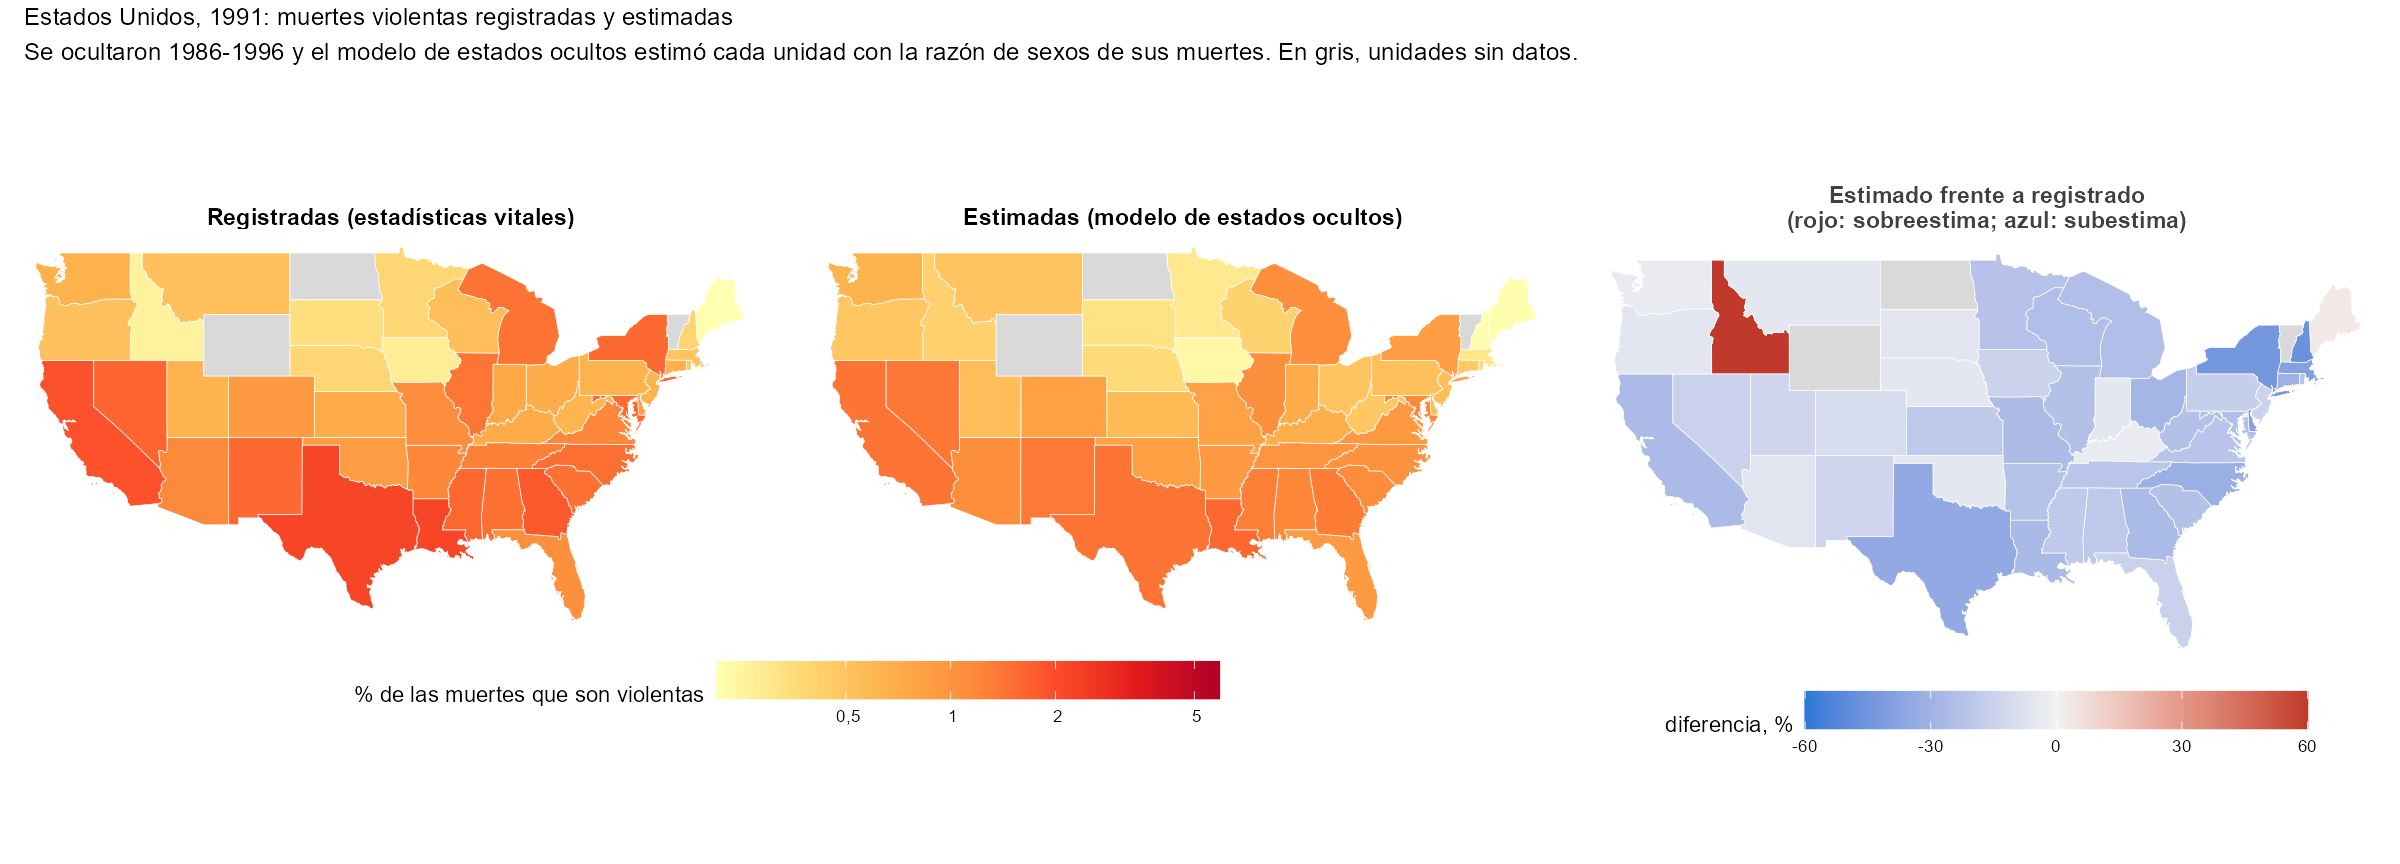 Estados Unidos, 1991: muertes violentas registradas y estimadas
Se ocultaron 1986-1996 y el modelo de estados ocultos estimó cada unidad con la razón de sexos de sus muertes. En gris, unidades sin datos.
Registradas (estadísticas vitales)
Estimadas (modelo de estados ocultos)
Estimado frente a registrado
(rojo: sobreestima; azul: subestima)
% de las muertes que son violentas
0,5
1
2
5
diferencia, %
-60
-30
0
30
60